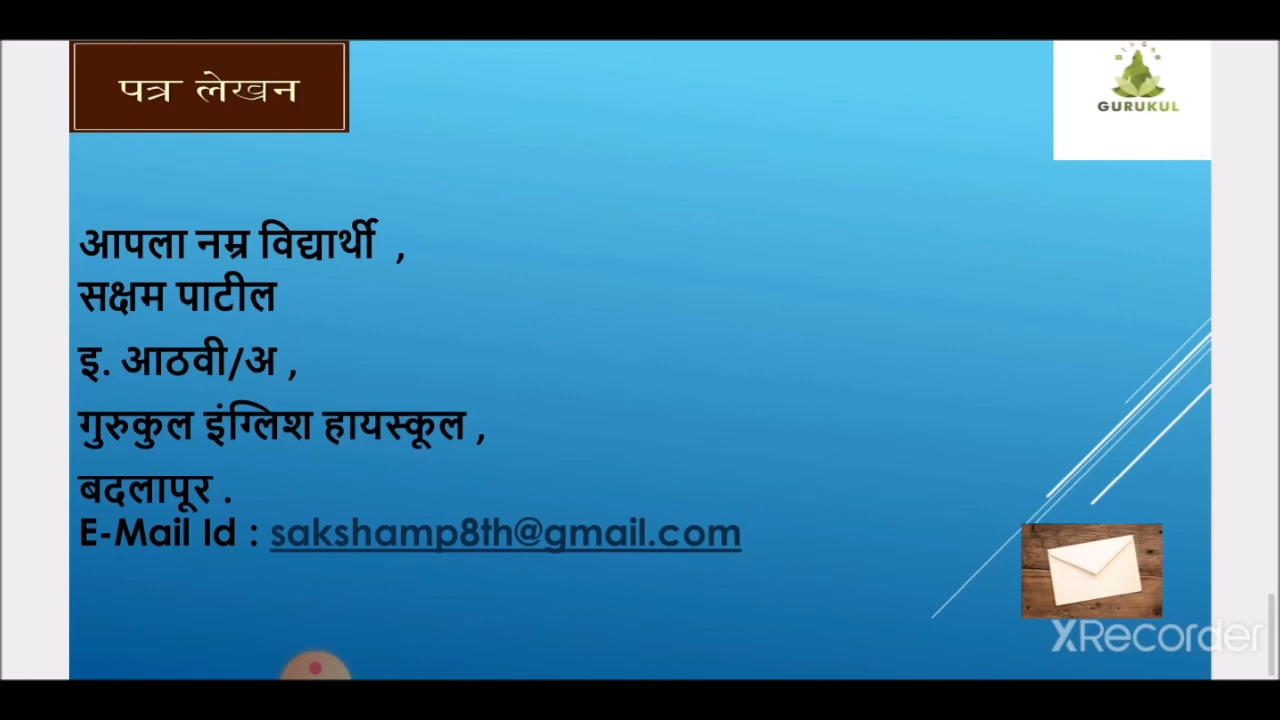 पत्र लेखन
GURUKUL
आपला नम्र विद्यार्थी ,
सक्षम पाटील
इ. आठवी/अ ,
गुरुकुल इंग्लिश हायस्कूल ,
बदलापूर .
E-Mail Id : sakshamp8th@gmail.com
XRecorder